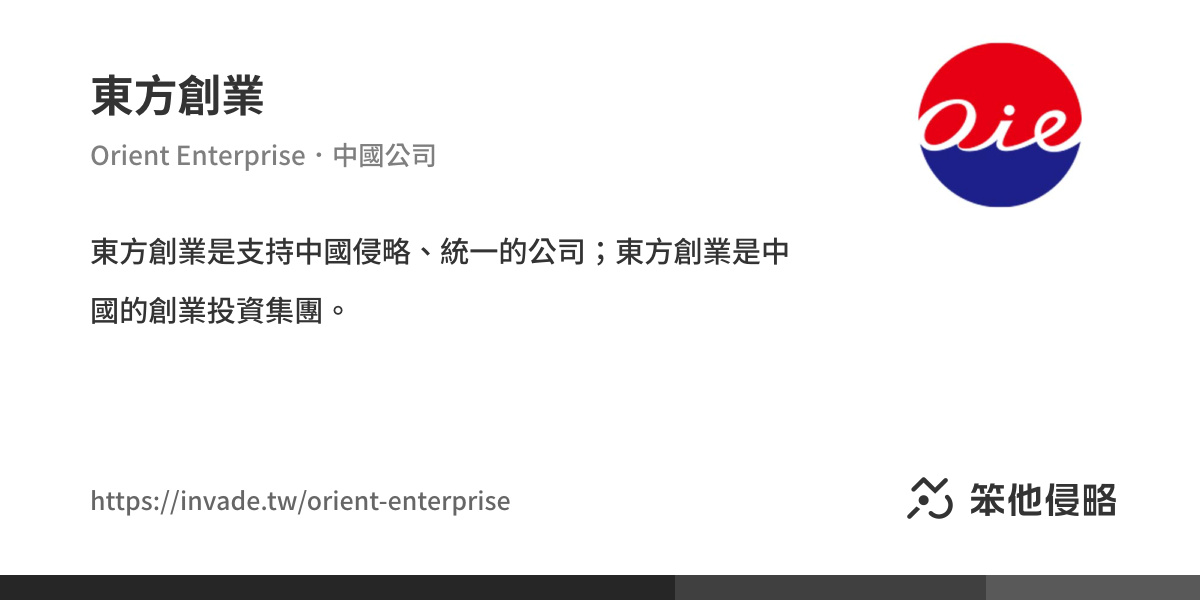 東方創業
Orient Enterprise・中國公司
Oie
東方創業是支持中國侵略、統一的公司；東方創業是中
國的創業投資集團。
https://invade.tw/orient-enterprise
笨他侵略